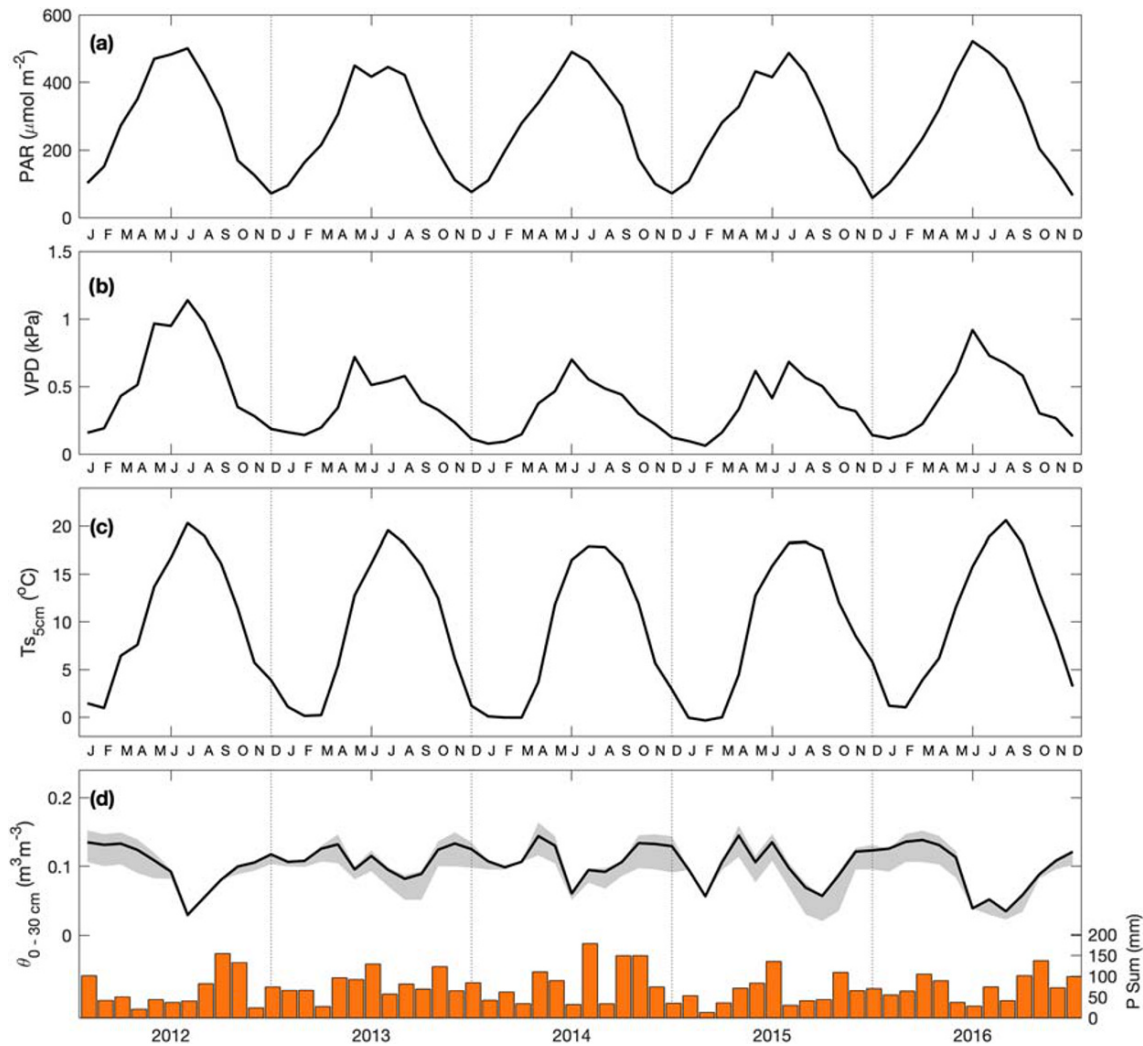 600
400
200
0
PAR (μmol m-2)
(a)
J F M A M J J A S O N D J F M A M J J A S O N D J F M A M J J A S O N D J F M A M J J A S O N D J F M A M J J A S O N D
1.5
1
0.5
0
VPD (kPa)
(b)
J F M A M J J A S O N D J F M A M J J A S O N D J F M A M J J A S O N D J F M A M J J A S O N D J F M A M J J A S O N D
20
15
10
5
0
Ts5cm (oC)
(c)
J F M A M J J A S O N D J F M A M J J A S O N D J F M A M J J A S O N D J F M A M J J A S O N D J F M A M J J A S O N D
0.2
0.1
0
θ0 - 30 cm (m3m-3)
(d)
200
150
100
50
0
P Sum (mm)
2012 2013 2014 2015 2016